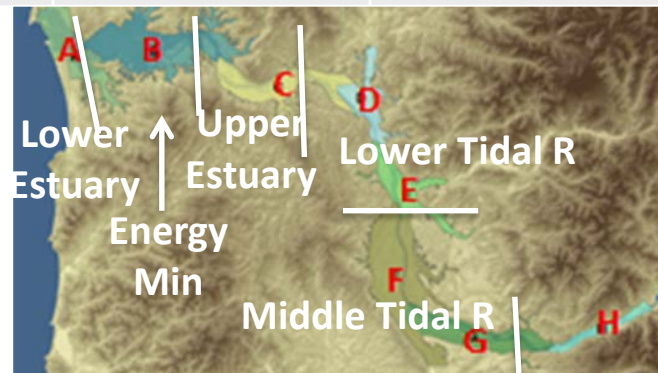 A
B
C
D
Lower
Estuary
Upper
Estuary
Lower Tidal R
E
Energy
Min
F
Middle Tidal R
G
H